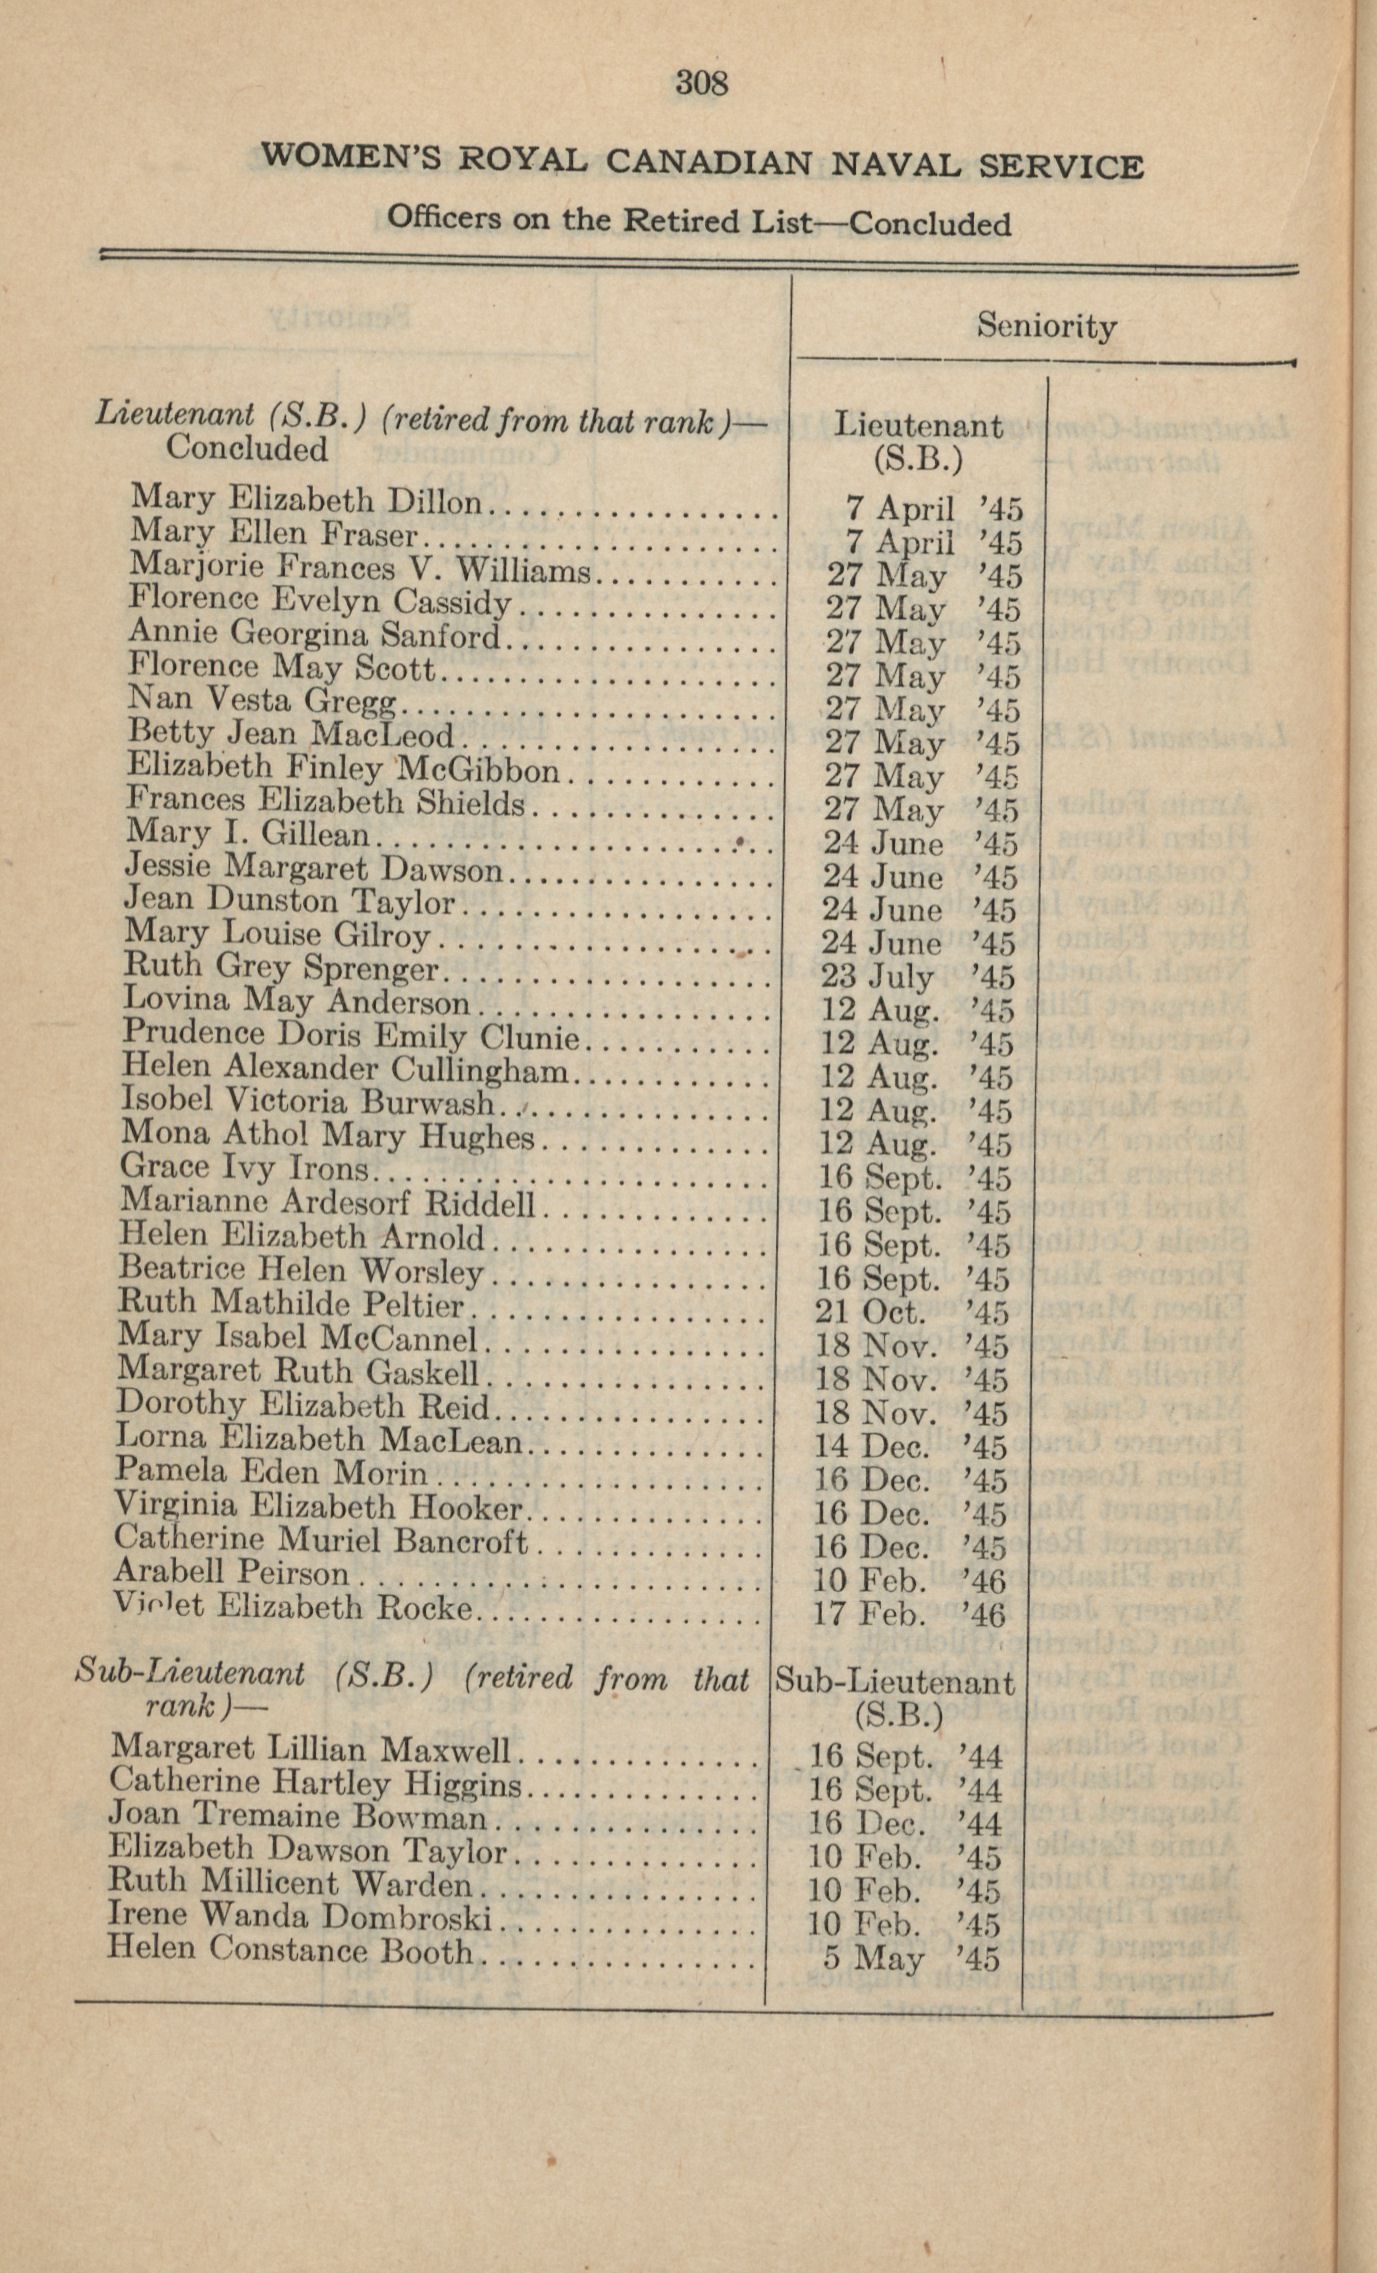 308
WOMEN'S ROYAL CANADIAN NAVAL SERVICE
Officers on the Retired List—Concluded
Seniority
Lieutenant (S.B.) (retired from that rank)—
Concluded
Lieutenant
(S.B.)
Mary Elizabeth Dillon 7 April '45
Mary Ellen Fraser 7 April '45
Marjorie Frances V. Williams 27 May '45
Florence Evelyn Cassidy 27 May '45
Annie Georgina Sanford 27 May '45
Florence May Scott 27 May '45
Nan Vesta Gregg 27 May '45
Betty Jean MacLeod 27 May '45
Elizabeth Finley McGibbon 27 May '45
Frances Elizabeth Shields 27 May '45
Mary I. Gillean 24 June '45
Jessie Margaret Dawson 24 June '45
Jean Dunston Taylor 24 June '45
Mary Louise Gilroy 24 June '45
Ruth Grey Sprenger 23 July '45
Lovina May Anderson 12 Aug. '45
Prudence Doris Emily Clunie 12 Aug. '45
Helen Alexander Cullingham 12 Aug. '45
Isobel Victoria Burwash 12 Aug. '45
Mona Athol Mary Hughes 12 Aug. '45
Grace Ivy Irons 16 Sept. '45
Marianne Ardesorf Riddell 16 Sept. '45
Helen Elizabeth Arnold 16 Sept. '45
Beatrice Helen Worsley 16 Sept. '45
Ruth Mathilde Peltier 21 Oct. '45
Mary Isabel McCannel 18 Nov. '45
Margaret Ruth Gaskell 18 Nov. '45
Dorothy Elizabeth Reid 18 Nov. '45
Lorna Elizabeth MacLean 14 Dec. '45
Pamela Eden Morin 16 Dec. '45
Virginia Elizabeth Hooker 16 Dec. '45
Catherine Muriel Bancroft 16 Dec. '45
Arabell Peirson 10 Feb. '46
Violet Elizabeth Rocke 17 Feb. '46
Sub-Lieutenant (S.B.) (retired from that
rank)—
Sub-Lieutenant
(S.B.)
Margaret Lillian Maxwell 16 Sept. '44
Catherine Hartley Higgins 16 Sept. '44
Joan Tremaine Bowman 16 Dec. '44
Elizabeth Dawson Taylor 10 Feb. '45
Ruth Millicent Warden 10 Feb. '45
Irene Wanda Dombroski 10 Feb. '45
Helen Constance Booth 5 May '45